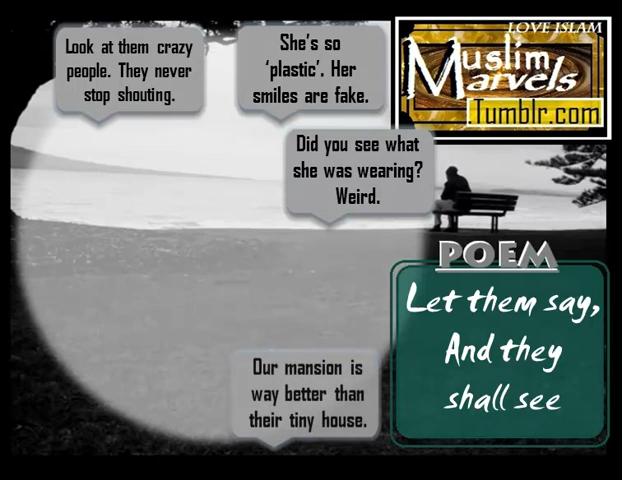 Look at them crazy
people. They never
stop shouting.
She's so
'plastic'. Her
smiles are fake.
LOVE ISLAM
Muslim
Marvels
.Tumblr.com
Did you see what
she was wearing?
Weird.
POEM
Let them say,
And they
shall see
Our mansion is
way better than
their tiny house.